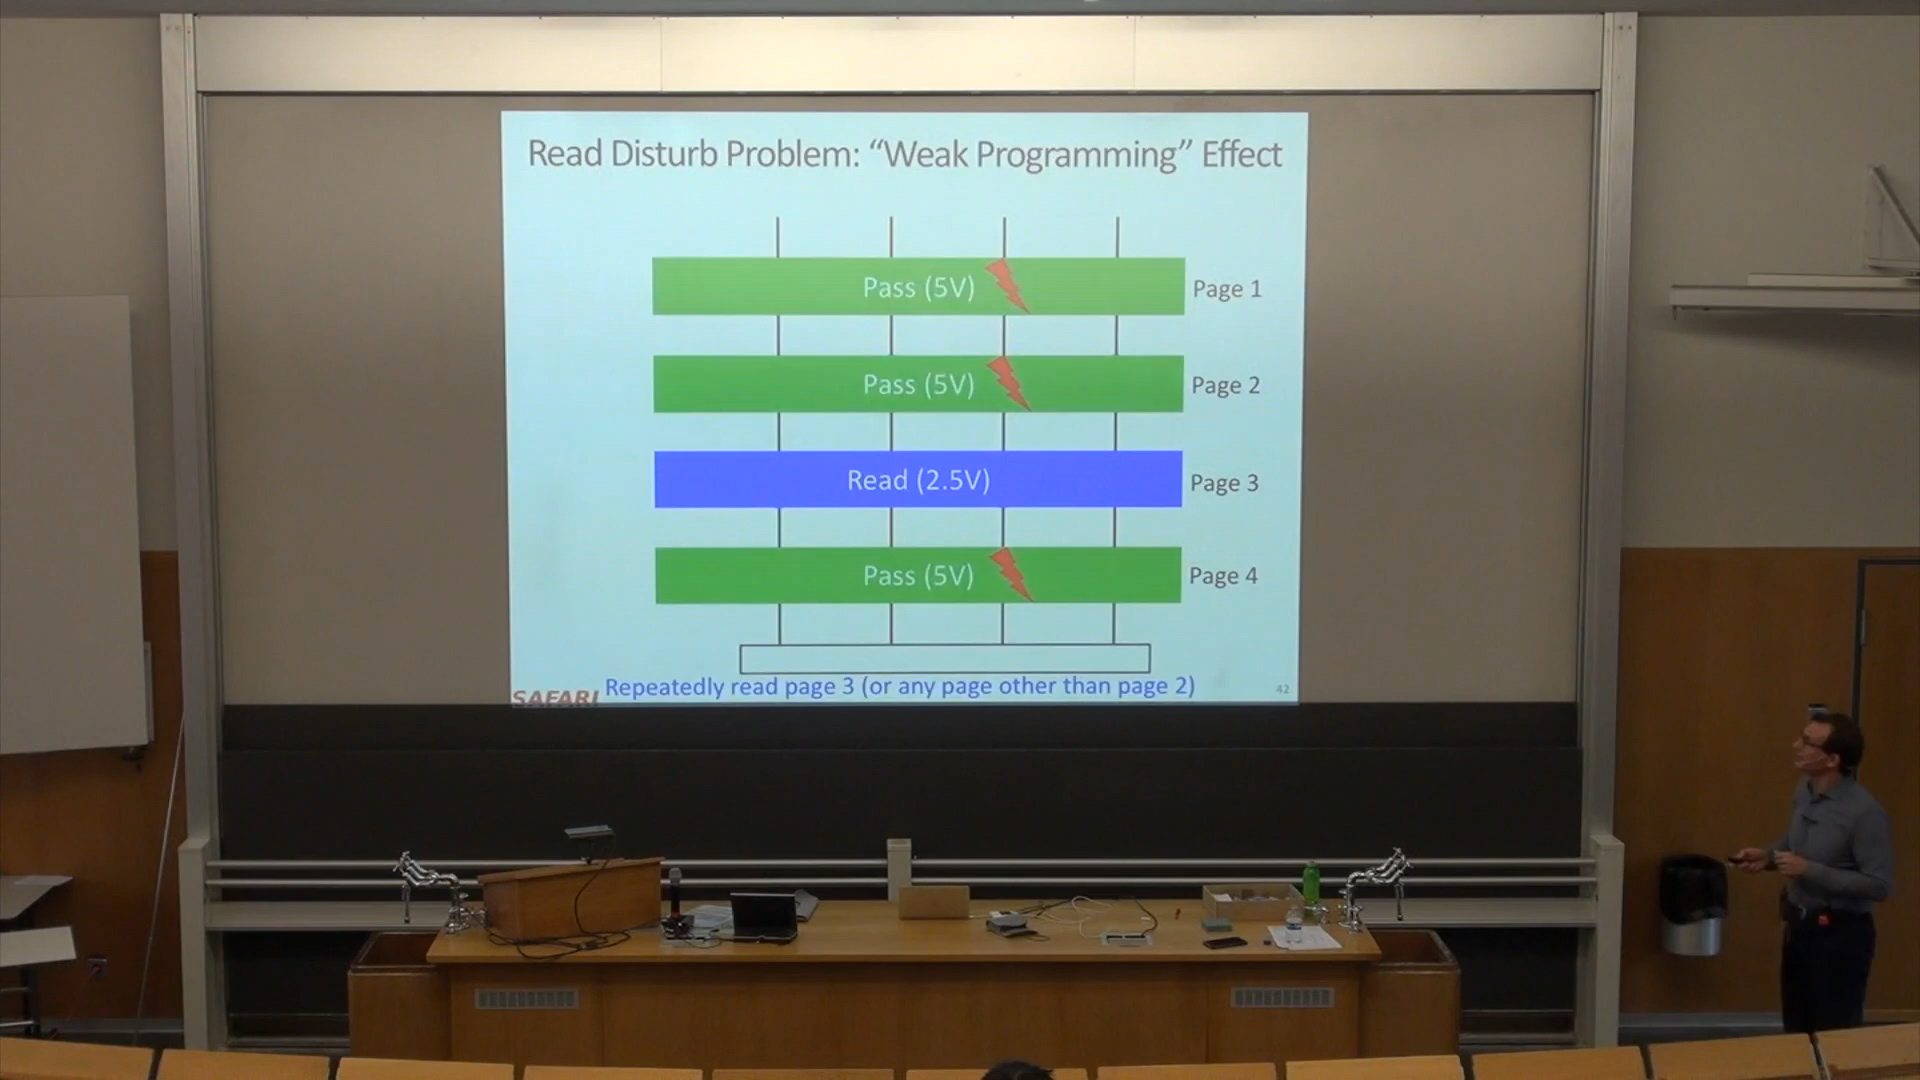 Read Disturb Problem: “Weak Programming” Effect
Pass (5V) Page 1
Pass (5V) Page 2
Read (2.5V) Page 3
Pass (5V) Page 4
Repeatedly read page 3 (or any page other than page 2)
SAFARI 42